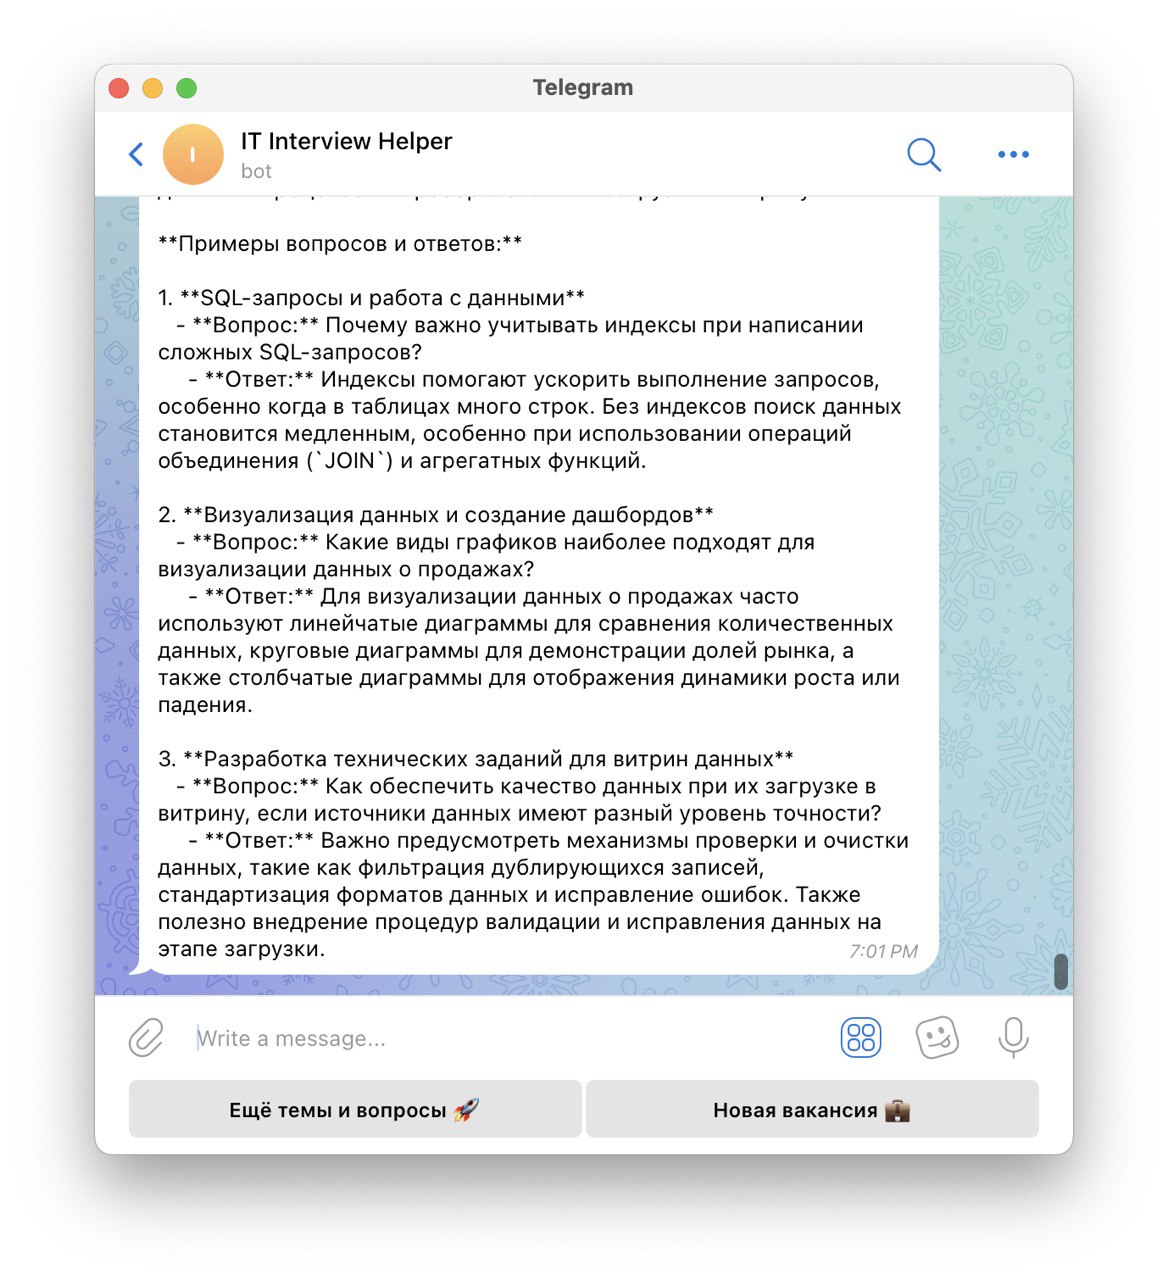 Telegram
IT Interview Helper
bot
**Примеры вопросов и ответов:**
1. **SQL-запросы и работа с данными**
- **Вопрос:** Почему важно учитывать индексы при написании
сложных SQL-запросов?
- **Ответ:** Индексы помогают ускорить выполнение запросов,
особенно когда в таблицах много строк. Без индексов поиск данных
становится медленным, особенно при использовании операций
объединения (`JOIN`) и агрегатных функций.
2. **Визуализация данных и создание дашбордов**
- **Вопрос:** Какие виды графиков наиболее подходят для
визуализации данных о продажах?
- **Ответ:** Для визуализации данных о продажах часто
используют линейчатые диаграммы для сравнения количественных
данных, круговые диаграммы для демонстрации долей рынка, а
также столбчатые диаграммы для отображения динамики роста или
падения.
3. **Разработка технических заданий для витрин данных**
- **Вопрос:** Как обеспечить качество данных при их загрузке в
витрину, если источники данных имеют разный уровень точности?
- **Ответ:** Важно предусмотреть механизмы проверки и очистки
данных, такие как фильтрация дублирующихся записей,
стандартизация форматов данных и исправление ошибок. Также
полезно внедрение процедур валидации и исправления данных на
этапе загрузки.
7:01 PM
Write a message...
Ещё темы и вопросы 🚀
Новая вакансия 💼